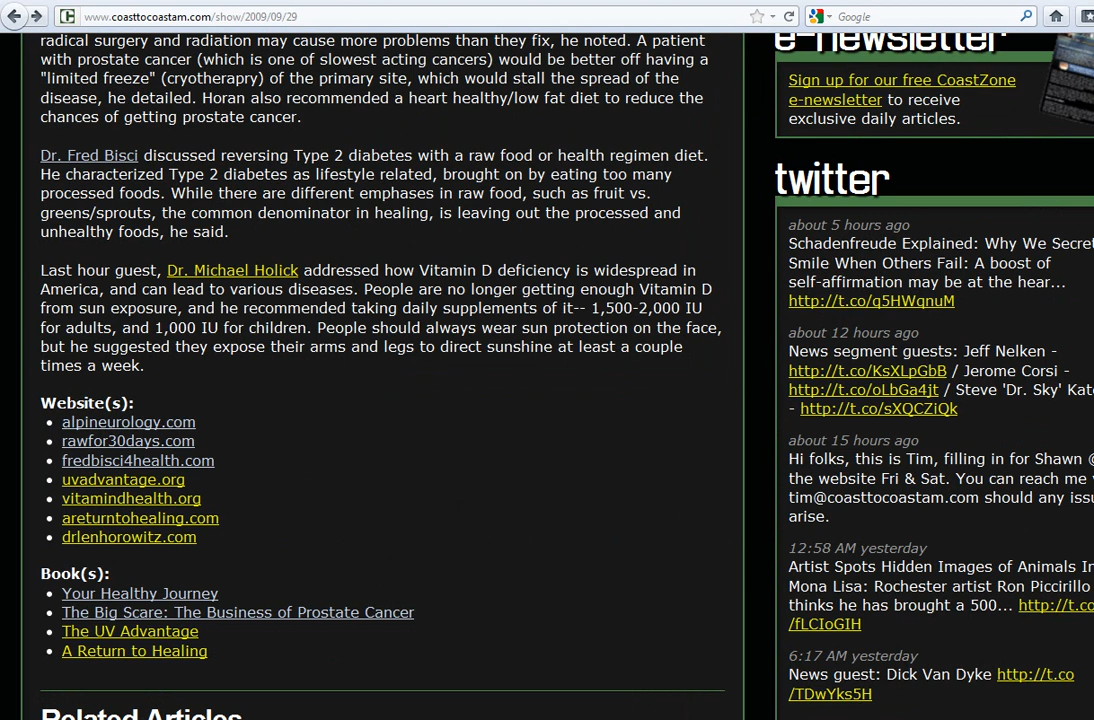 www.coasttocoastam.com/show/2009/09/29
Google
radical surgery and radiation may cause more problems than they fix, he noted. A patient
with prostate cancer (which is one of slowest acting cancers) would be better off having a
"limited freeze" (cryotherapry) of the primary site, which would stall the spread of the
disease, he detailed. Horan also recommended a heart healthy/low fat diet to reduce the
chances of getting prostate cancer.
Dr. Fred Bisci discussed reversing Type 2 diabetes with a raw food or health regimen diet.
He characterized Type 2 diabetes as lifestyle related, brought on by eating too many
processed foods. While there are different emphases in raw food, such as fruit vs.
greens/sprouts, the common denominator in healing, is leaving out the processed and
unhealthy foods, he said.
Last hour guest, Dr. Michael Holick addressed how Vitamin D deficiency is widespread in
America, and can lead to various diseases. People are no longer getting enough Vitamin D
from sun exposure, and he recommended taking daily supplements of it-- 1,500-2,000 IU
for adults, and 1,000 IU for children. People should always wear sun protection on the face,
but he suggested they expose their arms and legs to direct sunshine at least a couple
times a week.
Website(s):
• alpineurology.com
• rawfor30days.com
• fredbisci4health.com
• uvadvantage.org
• vitamindhealth.org
• areturntohealing.com
• drlenhorowitz.com
Book(s):
• Your Healthy Journey
• The Big Scare: The Business of Prostate Cancer
• The UV Advantage
• A Return to Healing
Related Articles
e-newsletter
Sign up for our free CoastZone
e-newsletter to receive
exclusive daily articles.
twitter
about 5 hours ago
Schadenfreude Explained: Why We Secret
Smile When Others Fail: A boost of
self-affirmation may be at the hear...
http://t.co/q5HWqnuM
about 12 hours ago
News segment guests: Jeff Nelken -
http://t.co/KsXLpGbB / Jerome Corsi -
http://t.co/oLbGa4jt / Steve 'Dr. Sky' Kat
- http://t.co/sXQCZiQk
about 15 hours ago
Hi folks, this is Tim, filling in for Shawn @
the website Fri & Sat. You can reach me
tim@coasttocoastam.com should any iss
arise.
12:58 AM yesterday
Artist Spots Hidden Images of Animals In
Mona Lisa: Rochester artist Ron Piccirillo
thinks he has brought a 500... http://t.c
/fLCIoGIH
6:17 AM yesterday
News guest: Dick Van Dyke http://t.co
/TDwYks5H